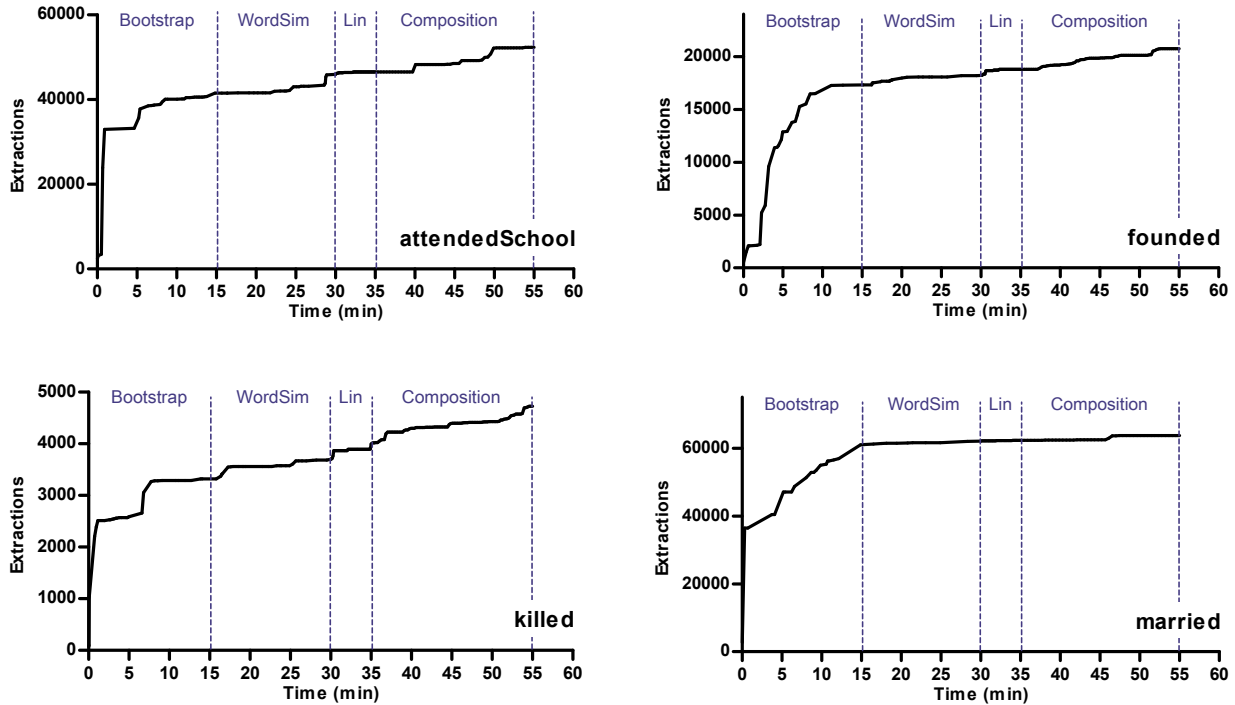 Bootstrap WordSim Lin Composition
60000
40000
20000
0
Extractions
attendedSchool
0 5 10 15 20 25 30 35 40 45 50 55 60
Time (min)
Bootstrap WordSim Lin Composition
20000
15000
10000
5000
0
Extractions
founded
0 5 10 15 20 25 30 35 40 45 50 55 60
Time (min)
Bootstrap WordSim Lin Composition
5000
4000
3000
2000
1000
0
Extractions
killed
0 5 10 15 20 25 30 35 40 45 50 55 60
Time (min)
Bootstrap WordSim Lin Composition
60000
40000
20000
0
Extractions
married
0 5 10 15 20 25 30 35 40 45 50 55 60
Time (min)